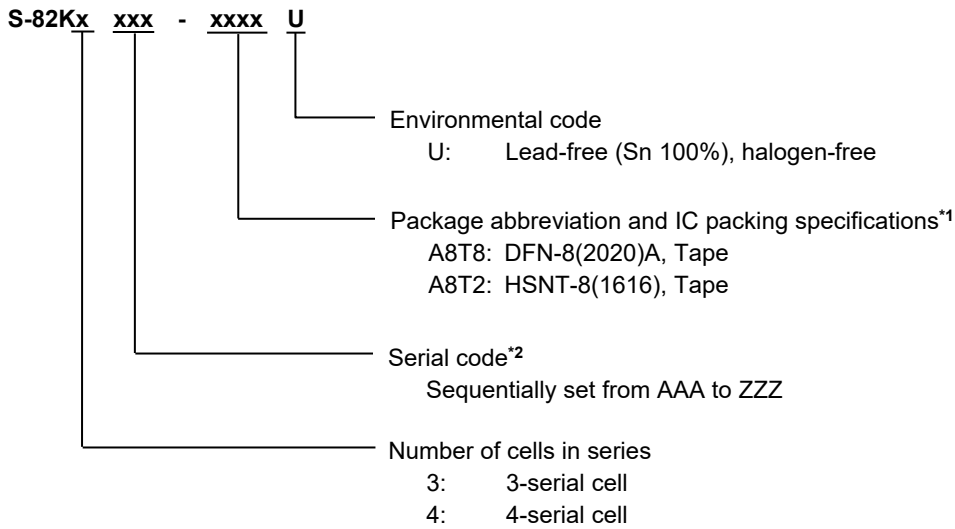 S-82Kx xxx - xxxx U
Environmental code
U: Lead-free (Sn 100%), halogen-free
Package abbreviation and IC packing specifications*1
A8T8: DFN-8(2020)A, Tape
A8T2: HSNT-8(1616), Tape
Serial code*2
Sequentially set from AAA to ZZZ
Number of cells in series
3: 3-serial cell
4: 4-serial cell